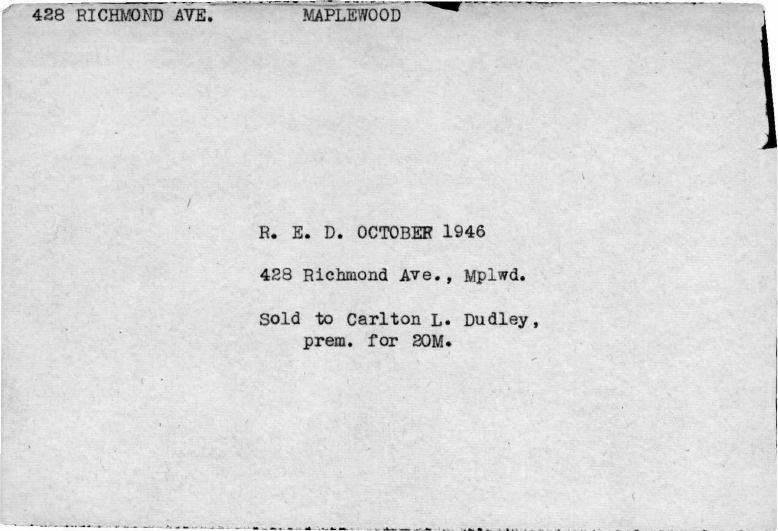 428 RICHMOND AVE. MAPLEWOOD
R. E. D. OCTOBER 1946
428 Richmond Ave., Mplwd.
Sold to Carlton L. Dudley,
prem. for 20M.